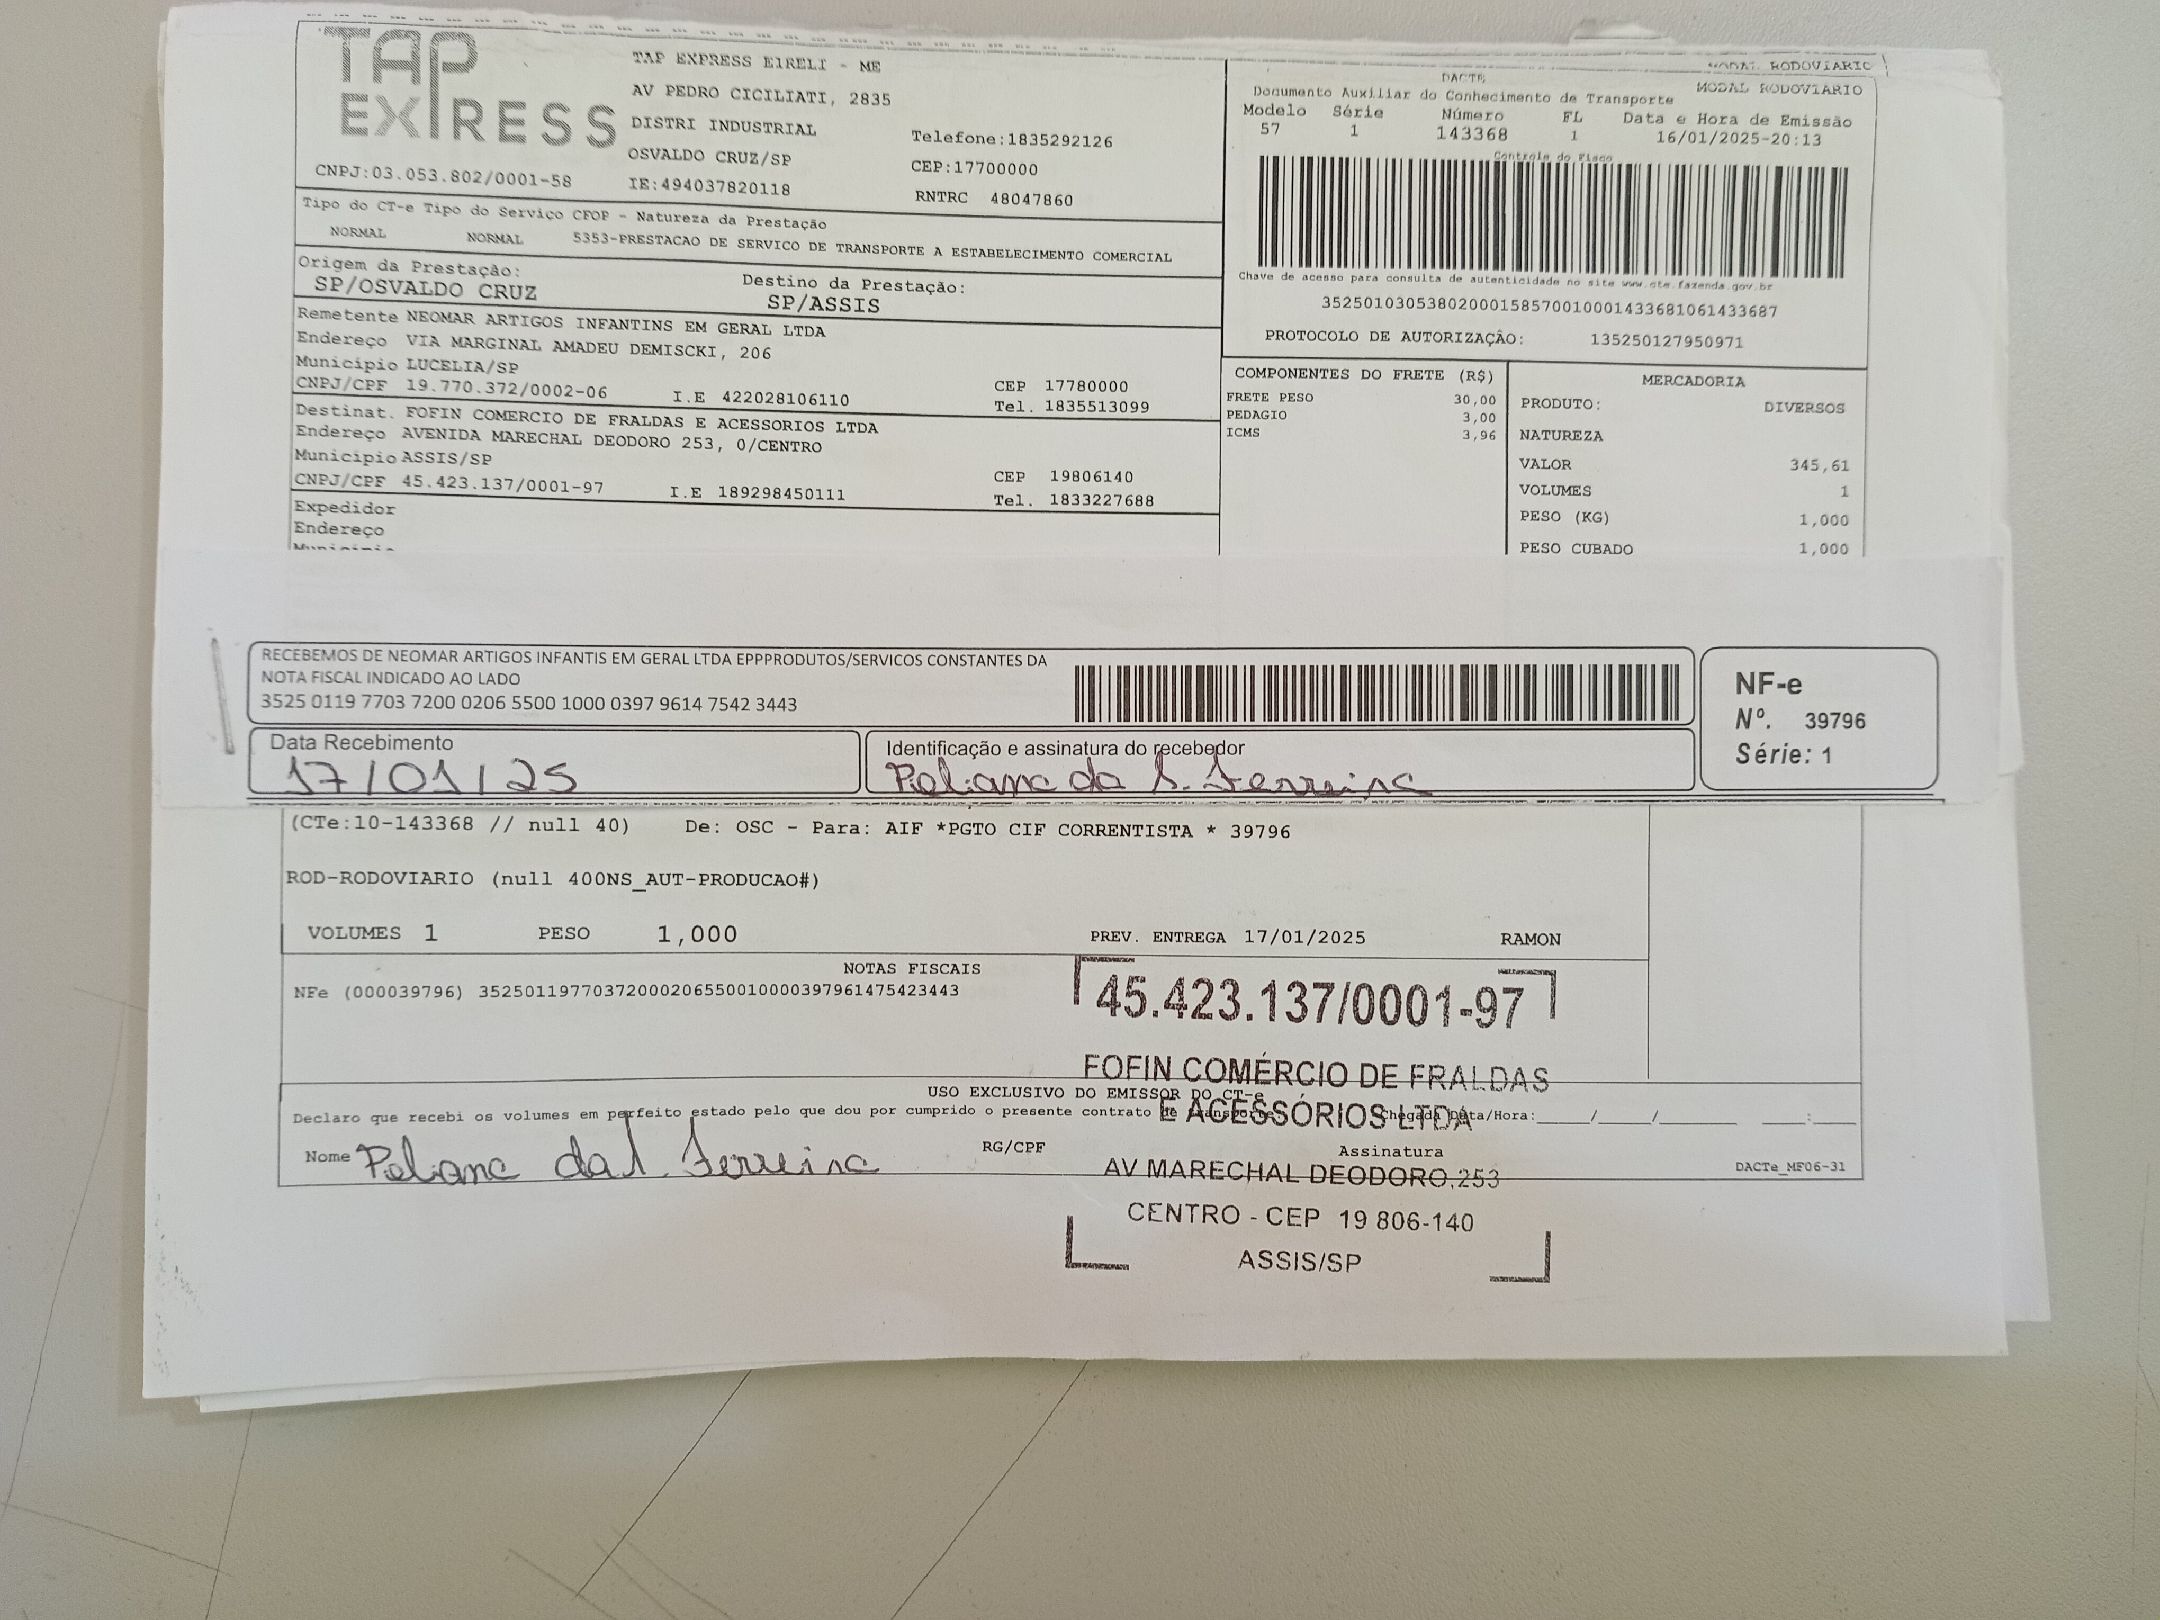 TAP EXPRESS
TAP EXPRESS EIRELI - ME
AV PEDRO CICILIATI, 2835
DISTRI INDUSTRIAL
OSVALDO CRUZ/SP
IE:494037820118
Telefone:1835292126
CEP:17700000
RNTRC 48047860
CNPJ:03.053.802/0001-58
MODAL RODOVIARIO
DACTE
MODAL RODOVIARIO
Documento Auxiliar do Conhecimento de Transporte
Modelo Série Número FL Data e Hora de Emissão
57 1 143368 1 16/01/2025-20:13
Controle do Fisco
Chave de acesso para consulta de autenticidade no site www.cte.fazenda.gov.br
35250103053802000158570010001433681061433687
PROTOCOLO DE AUTORIZAÇÃO: 135250127950971
Tipo do CT-e Tipo do Serviço CFOP - Natureza da Prestação
NORMAL NORMAL 5353-PRESTACAO DE SERVICO DE TRANSPORTE A ESTABELECIMENTO COMERCIAL
Origem da Prestação: Destino da Prestação:
SP/OSVALDO CRUZ SP/ASSIS
Remetente NEOMAR ARTIGOS INFANTINS EM GERAL LTDA
Endereço VIA MARGINAL AMADEU DEMISCKI, 206
Município LUCELIA/SP CEP 17780000
CNPJ/CPF 19.770.372/0002-06 I.E 422028106110 Tel. 1835513099
Destinat. FOFIN COMERCIO DE FRALDAS E ACESSORIOS LTDA
Endereço AVENIDA MARECHAL DEODORO 253, 0/CENTRO
Município ASSIS/SP CEP 19806140
CNPJ/CPF 45.423.137/0001-97 I.E 189298450111 Tel. 1833227688
Expedidor
Endereço
COMPONENTES DO FRETE (R$)
FRETE PESO 30,00
PEDAGIO 3,00
ICMS 3,96
MERCADORIA
PRODUTO: DIVERSOS
NATUREZA
VALOR 345,61
VOLUMES 1
PESO (KG) 1,000
PESO CUBADO 1,000
RECEBEMOS DE NEOMAR ARTIGOS INFANTIS EM GERAL LTDA EPPPRODUTOS/SERVICOS CONSTANTES DA
NOTA FISCAL INDICADO AO LADO
3525 0119 7703 7200 0206 5500 1000 0397 9614 7542 3443
NF-e
Nº. 39796
Série: 1
Data Recebimento
17/01/25
Identificação e assinatura do recebedor
da S. Ferreira
(CTe:10-143368 // null 40) De: OSC - Para: AIF *PGTO CIF CORRENTISTA * 39796
ROD-RODOVIARIO (null 400NS_AUT-PRODUCAO#)
VOLUMES 1 PESO 1,000 PREV. ENTREGA 17/01/2025 RAMON
NOTAS FISCAIS
NFe (000039796) 35250119770372000206550010000397961475423443
45.423.137/0001-97
FOFIN COMÉRCIO DE FRALDAS
E ACESSÓRIOS LTDA
AV MARECHAL DEODORO, 253
CENTRO - CEP 19 806-140
ASSIS/SP
USO EXCLUSIVO DO EMISSOR DO CT-e
Declaro que recebi os volumes em perfeito estado pelo que dou por cumprido o presente contrato de transporte. Chegada Data/Hora:____/____/____ ___:___
Nome da S. Ferreira RG/CPF Assinatura
DACTe_MF06-31